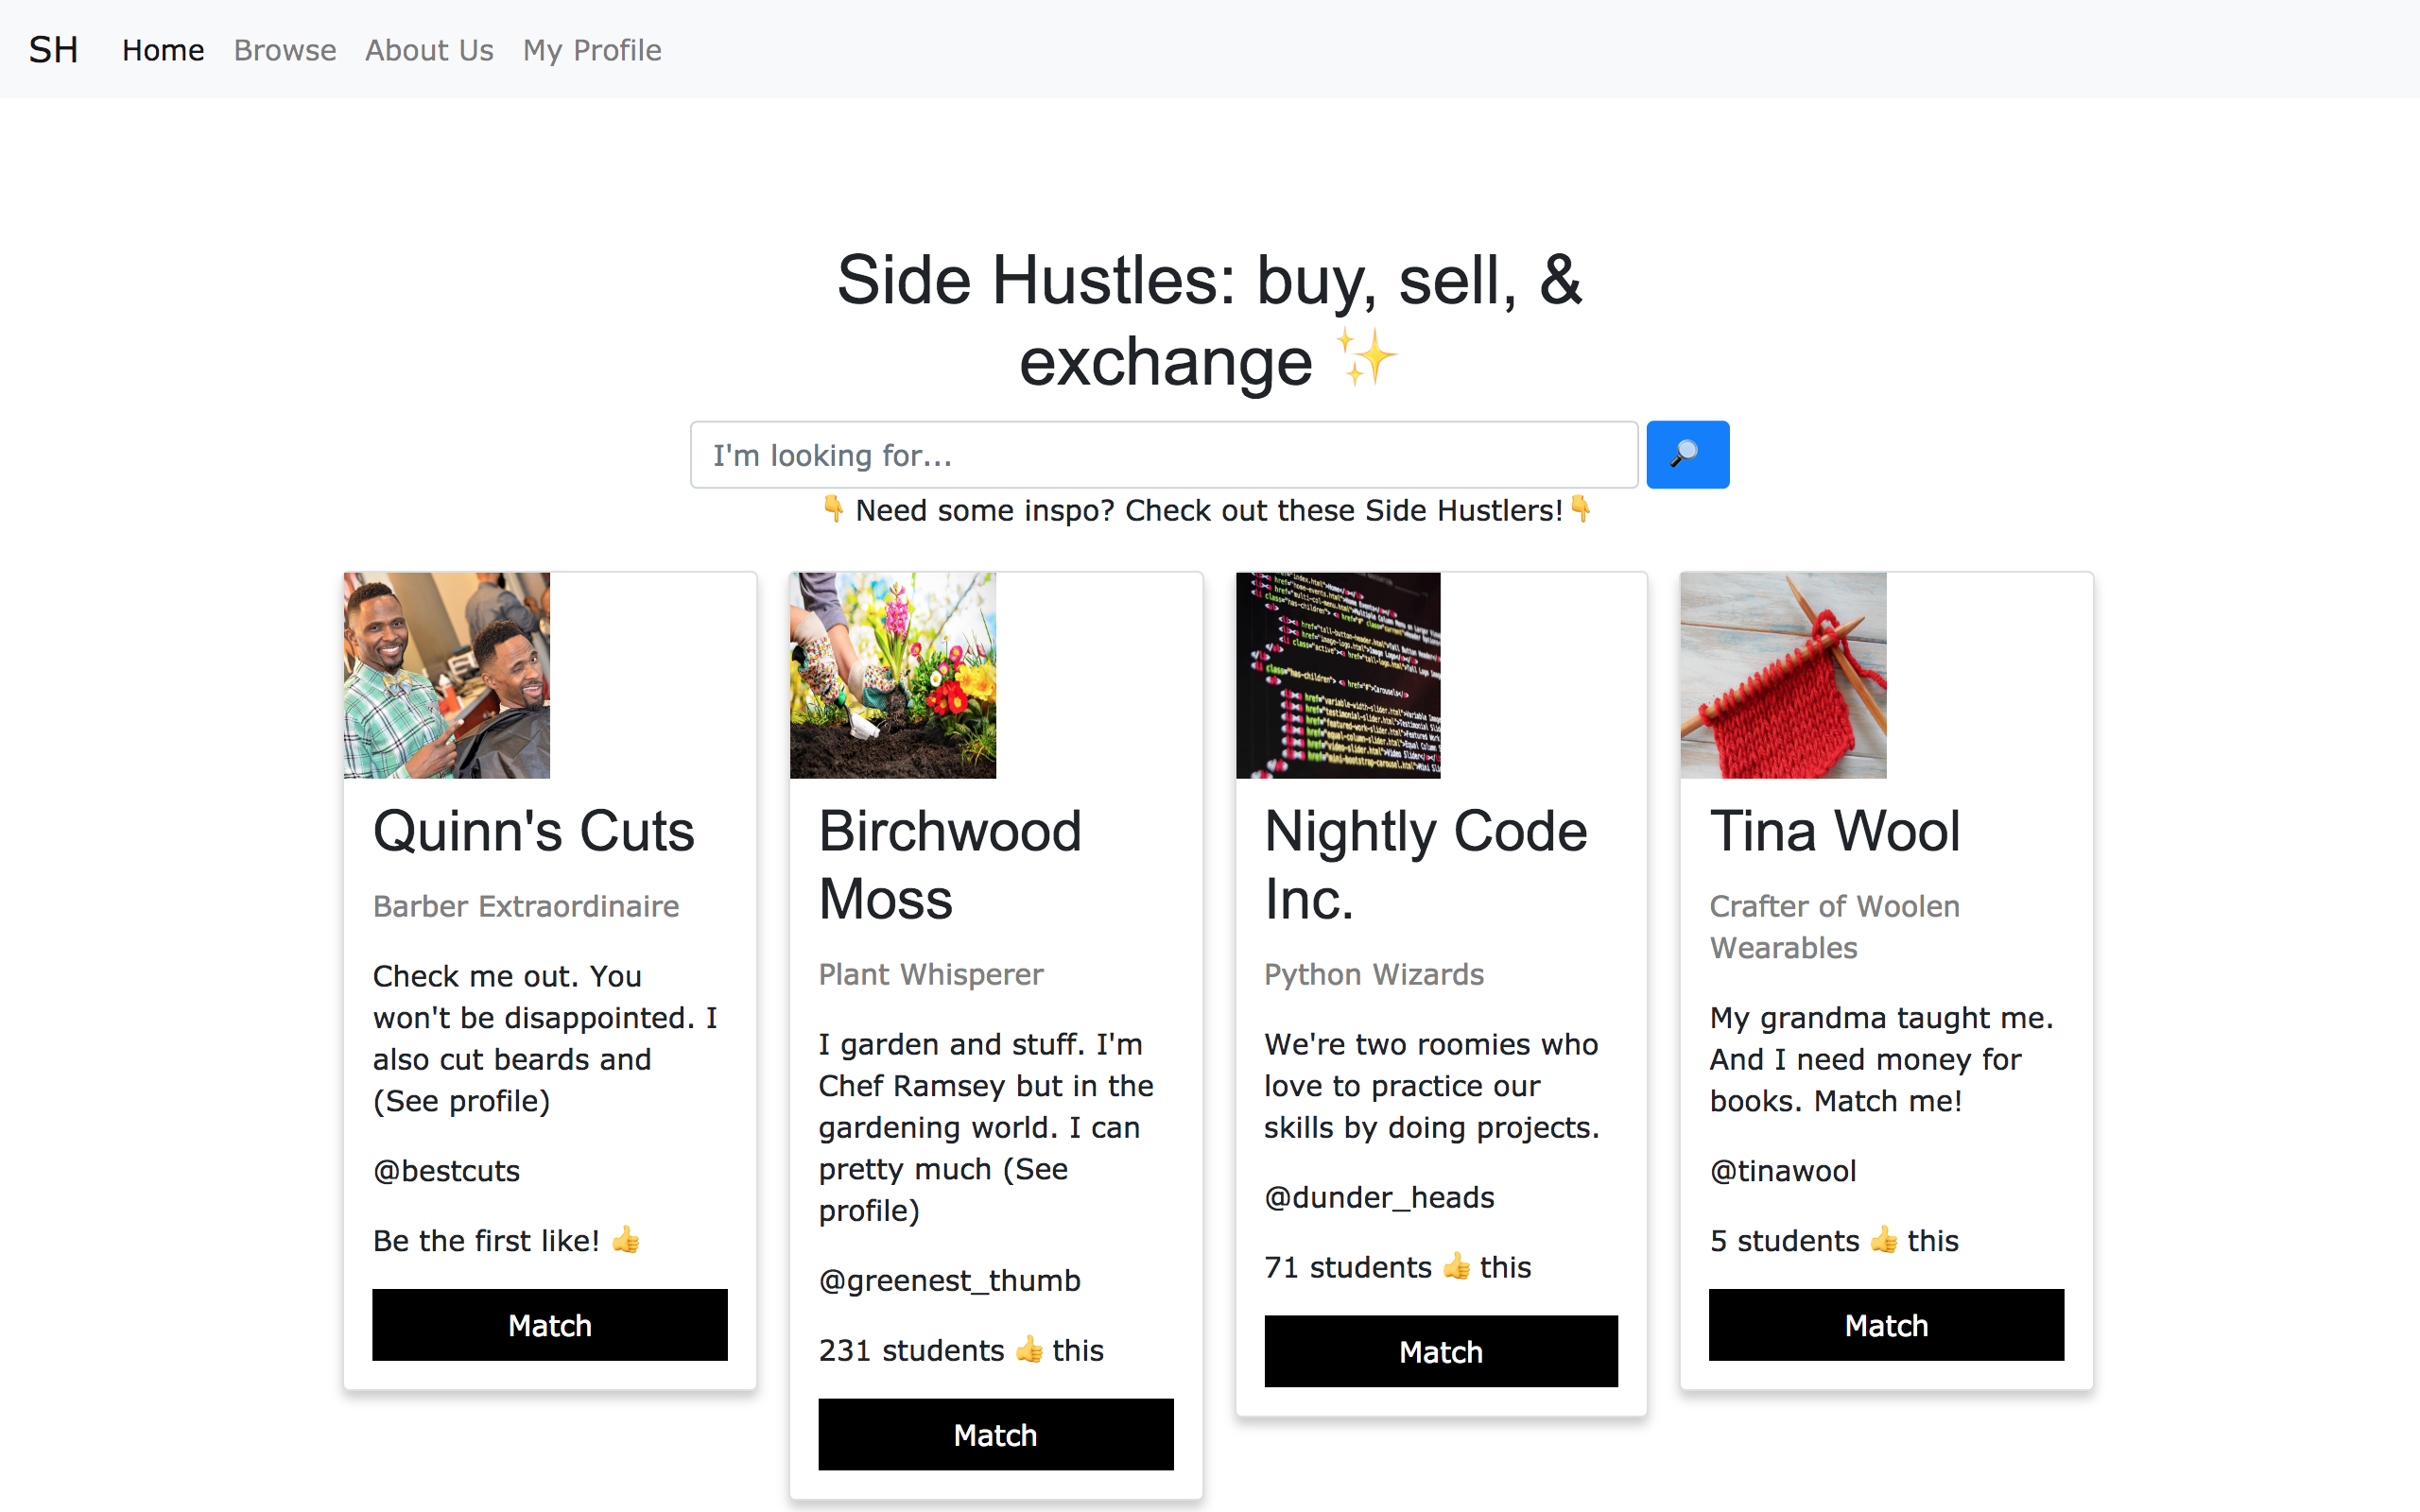 SH Home Browse About Us My Profile
Side Hustles: buy, sell, &
exchange ✨
I'm looking for...
👇 Need some inspo? Check out these Side Hustlers!👇
Quinn's Cuts
Barber Extraordinaire
Check me out. You
won't be disappointed. I
also cut beards and
(See profile)
@bestcuts
Be the first like! 👍
Match
Birchwood
Moss
Plant Whisperer
I garden and stuff. I'm
Chef Ramsey but in the
gardening world. I can
pretty much (See
profile)
@greenest_thumb
231 students 👍 this
Match
Nightly Code
Inc.
Python Wizards
We're two roomies who
love to practice our
skills by doing projects.
@dunder_heads
71 students 👍 this
Match
Tina Wool
Crafter of Woolen
Wearables
My grandma taught me.
And I need money for
books. Match me!
@tinawool
5 students 👍 this
Match